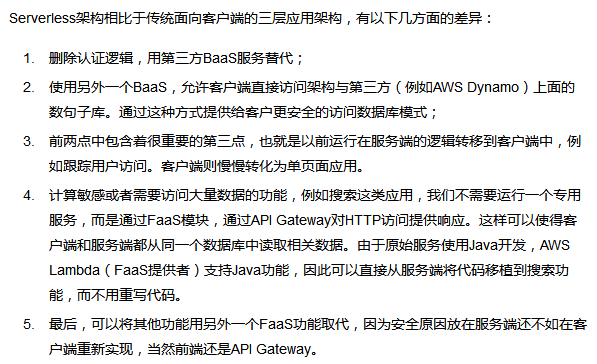 Serverless架构相比于传统面向客户端的三层应用架构，有以下几方面的差异：
1. 删除认证逻辑，用第三方BaaS服务替代；
2. 使用另外一个BaaS，允许客户端直接访问架构与第三方（例如AWS Dynamo）上面的
数句子库。通过这种方式提供给客户更安全的访问数据库模式；
3. 前两点中包含着很重要的第三点，也就是以前运行在服务端的逻辑转移到客户端中，例
如跟踪用户访问。客户端则慢慢转化为单页面应用。
4. 计算敏感或者需要访问大量数据的功能，例如搜索这类应用，我们不需要运行一个专用
服务，而是通过FaaS模块，通过API Gateway对HTTP访问提供响应。这样可以使得客
户端和服务端都从同一个数据库中读取相关数据。由于原始服务使用Java开发，AWS
Lambda（FaaS提供者）支持Java功能，因此可以直接从服务端将代码移植到搜索功
能，而不用重写代码。
5. 最后，可以将其他功能用另外一个FaaS功能取代，因为安全原因放在服务端还不如在客
户端重新实现，当然前端还是API Gateway。